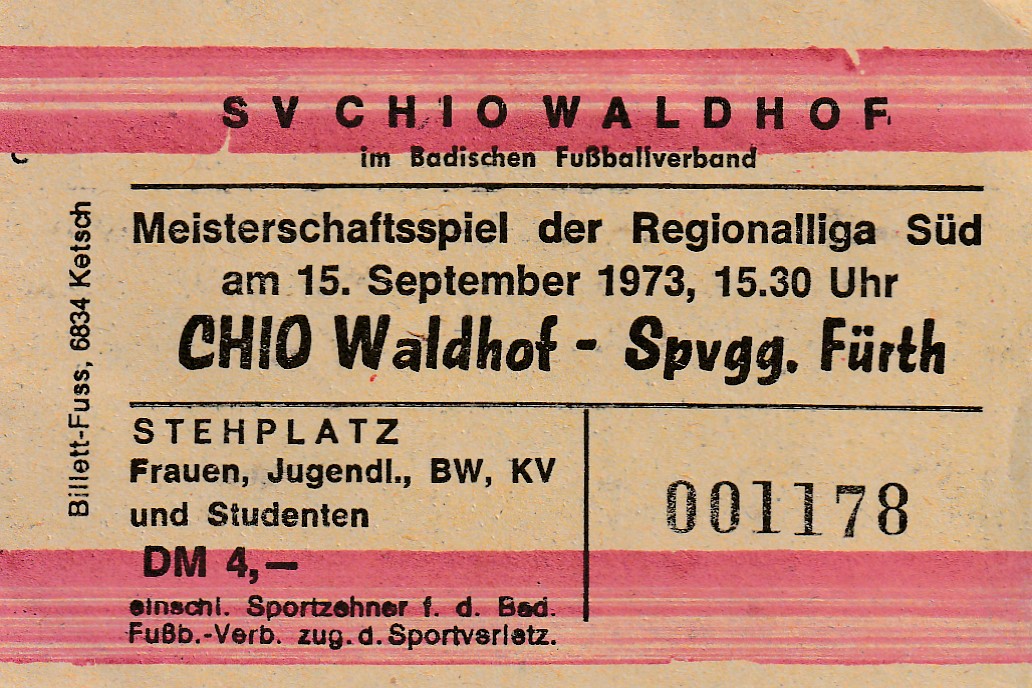 SV CHIO WALDHOF
im Badischen Fußballverband
Meisterschaftsspiel der Regionalliga Süd
am 15. September 1973, 15.30 Uhr
CHIO Waldhof - Spvgg. Fürth
STEHPLATZ
Frauen, Jugendl., BW, KV
und Studenten
DM 4,—
einschl. Sportzehner f. d. Bad.
Fußb.-Verb. zug. d. Sportverletz.
001178
Billett-Fuss, 6834 Ketsch